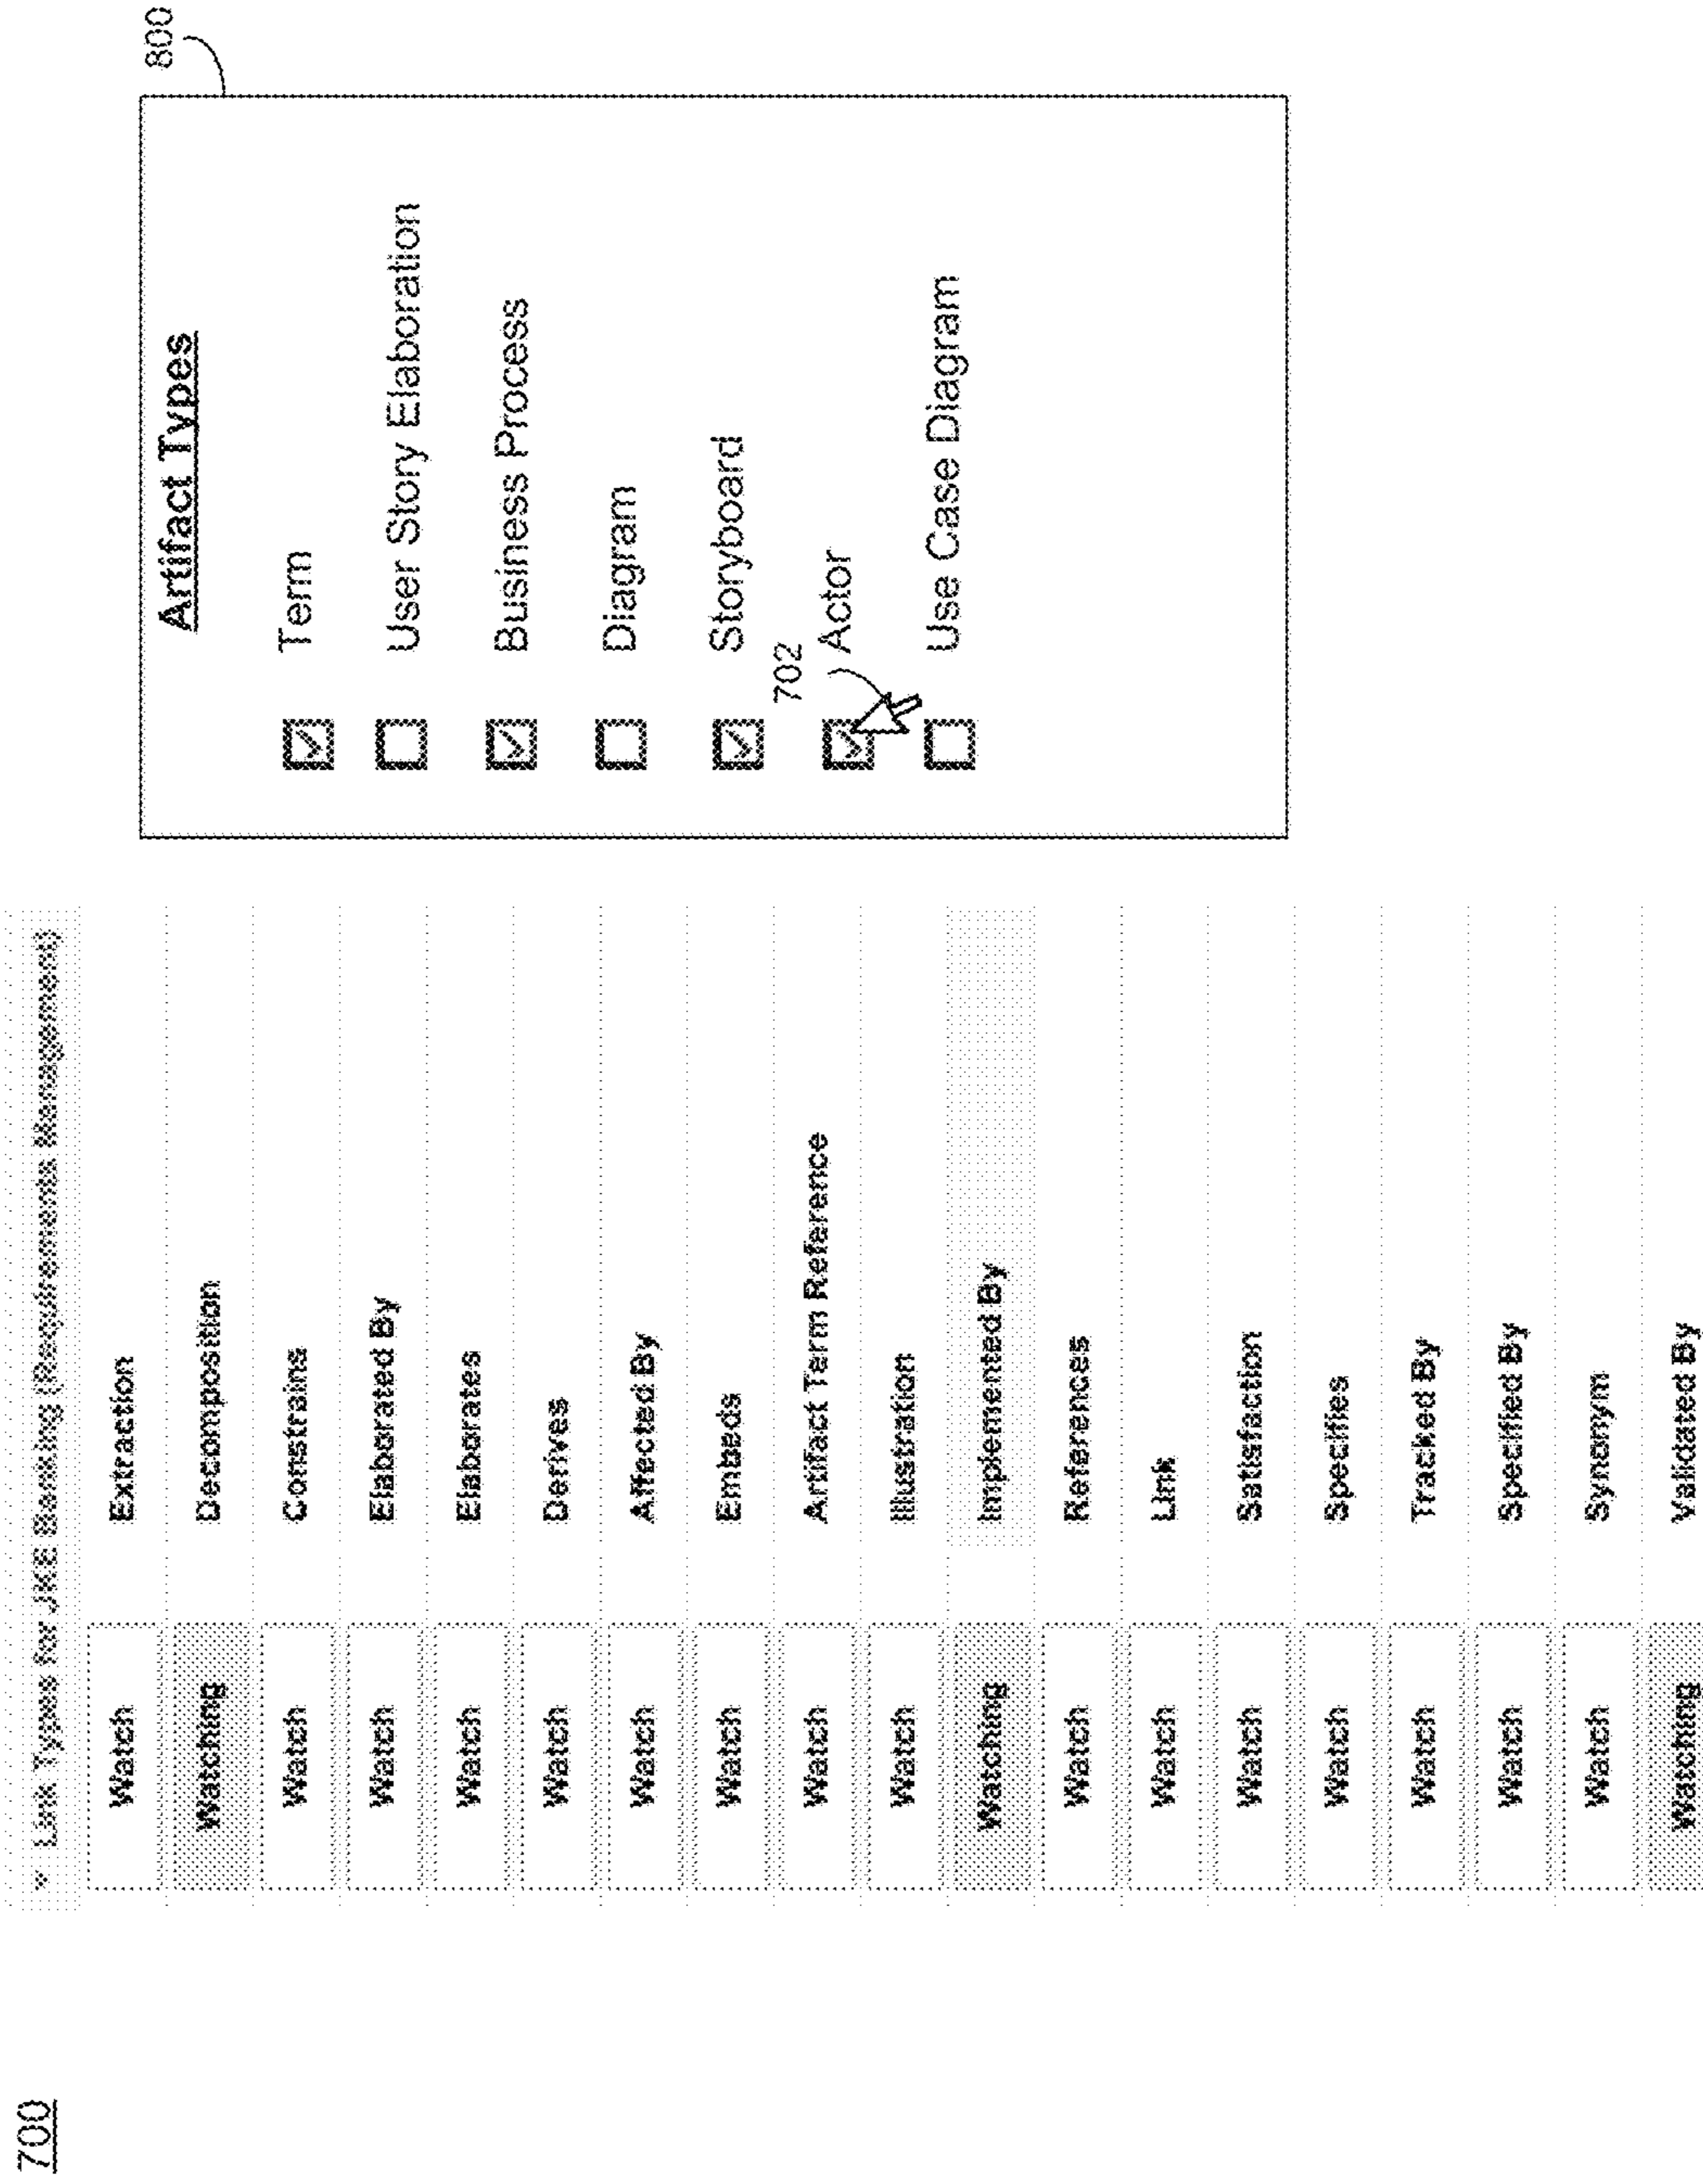 700
Link Types for JKE Banking (Requirements Management)
Watch Extraction
Watching Decomposition
Watch Constrains
Watch Elaborated By
Watch Elaborates
Watch Derives
Watch Affected By
Watch Embeds
Watch Artifact Term Reference
Watch Illustration
Watching Implemented By
Watch References
Watch Link
Watch Satisfaction
Watch Specifies
Watch Tracked By
Watch Specified By
Watch Synonym
Watching Validated By
800
Artifact Types
Term
User Story Elaboration
Business Process
Diagram
Storyboard
702
Actor
Use Case Diagram